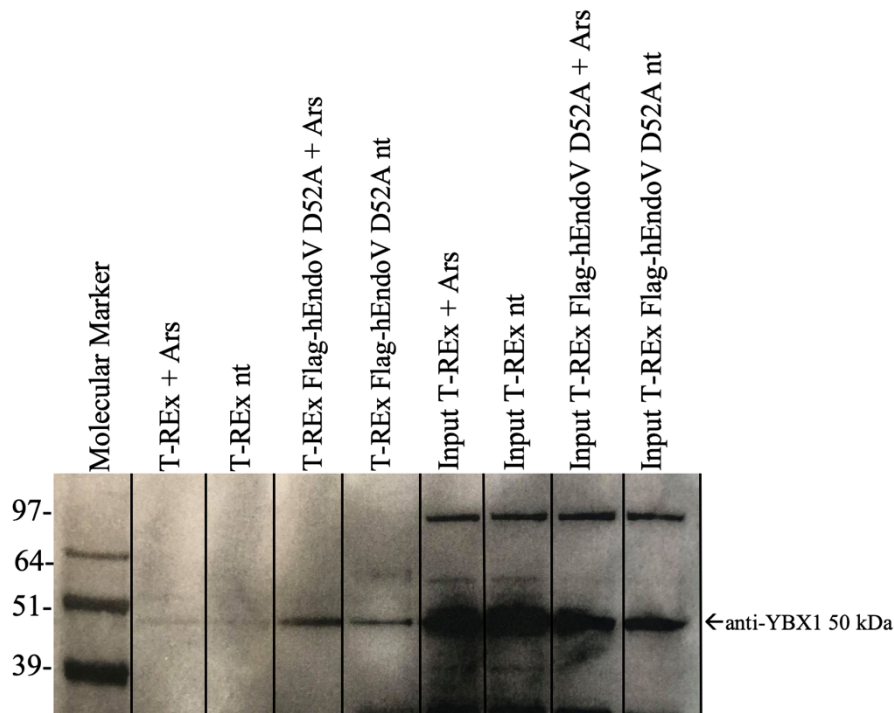 Molecular Marker
T-REx + Ars
T-REx nt
T-REx Flag-hEndoV D52A + Ars
T-REx Flag-hEndoV D52A nt
Input T-REx + Ars
Input T-REx nt
Input T-REx Flag-hEndoV D52A + Ars
Input T-REx Flag-hEndoV D52A nt
97-
64-
51-
39-
←anti-YBX1 50 kDa